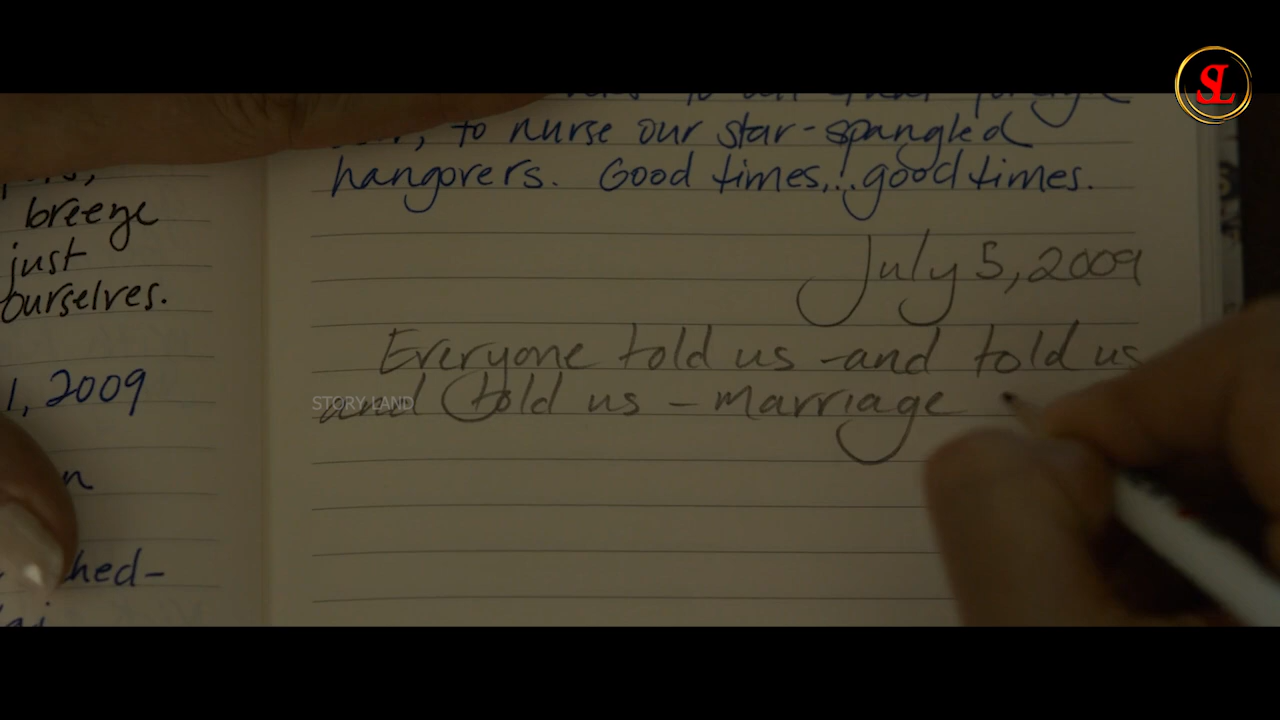 SL
to nurse our star-spangled
hangovers. Good times...good times.
breeze
just
ourselves.
July 5, 2009
Everyone told us -and told us
1, 2009
and told us - marriage
STORY LAND
hed-